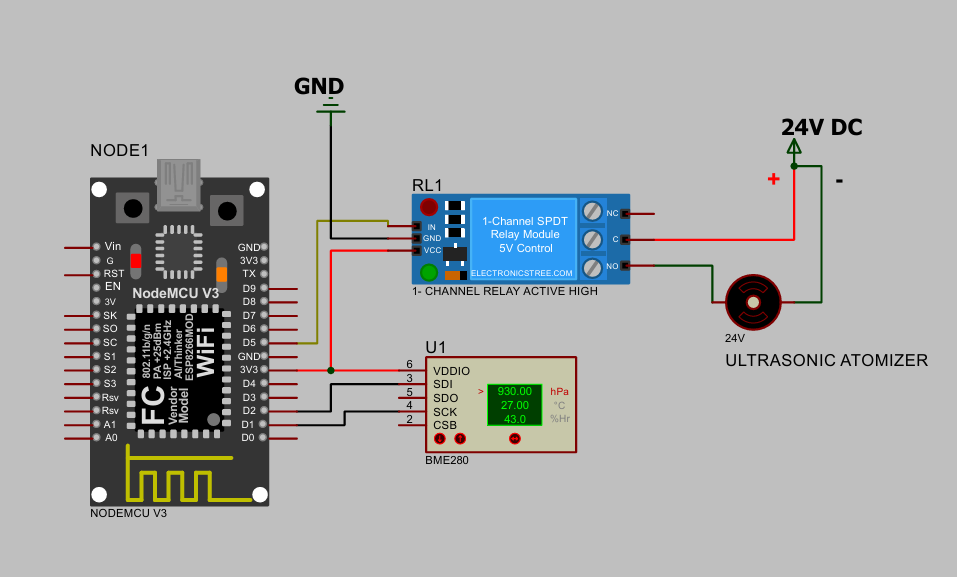 GND
24V DC
+
-
NODE1
Vin
G
RST
EN
3V
SK
SO
SC
S1
S2
S3
Rsv
Rsv
A1
A0
GND
3V3
TX
D9
D8
D7
D6
D5
GND
3V3
D4
D3
D2
D1
D0
NodeMCU V3
802.11b/g/n
PA +25dBm
ISP +2.4GHz
AI/Thinker
ESP8266MOD
WiFi
FC
Vendor
Model
NODEMCU V3
RL1
IN
GND
VCC
1-Channel SPDT
Relay Module
5V Control
ELECTRONICSTREE.COM
NC
C
NO
1- CHANNEL RELAY ACTIVE HIGH
24V
ULTRASONIC ATOMIZER
U1
6 VDDIO
3 SDI
5 SDO
4 SCK
2 CSB
> 930.00 hPa
27.00 °C
43.0 %Hr
BME280